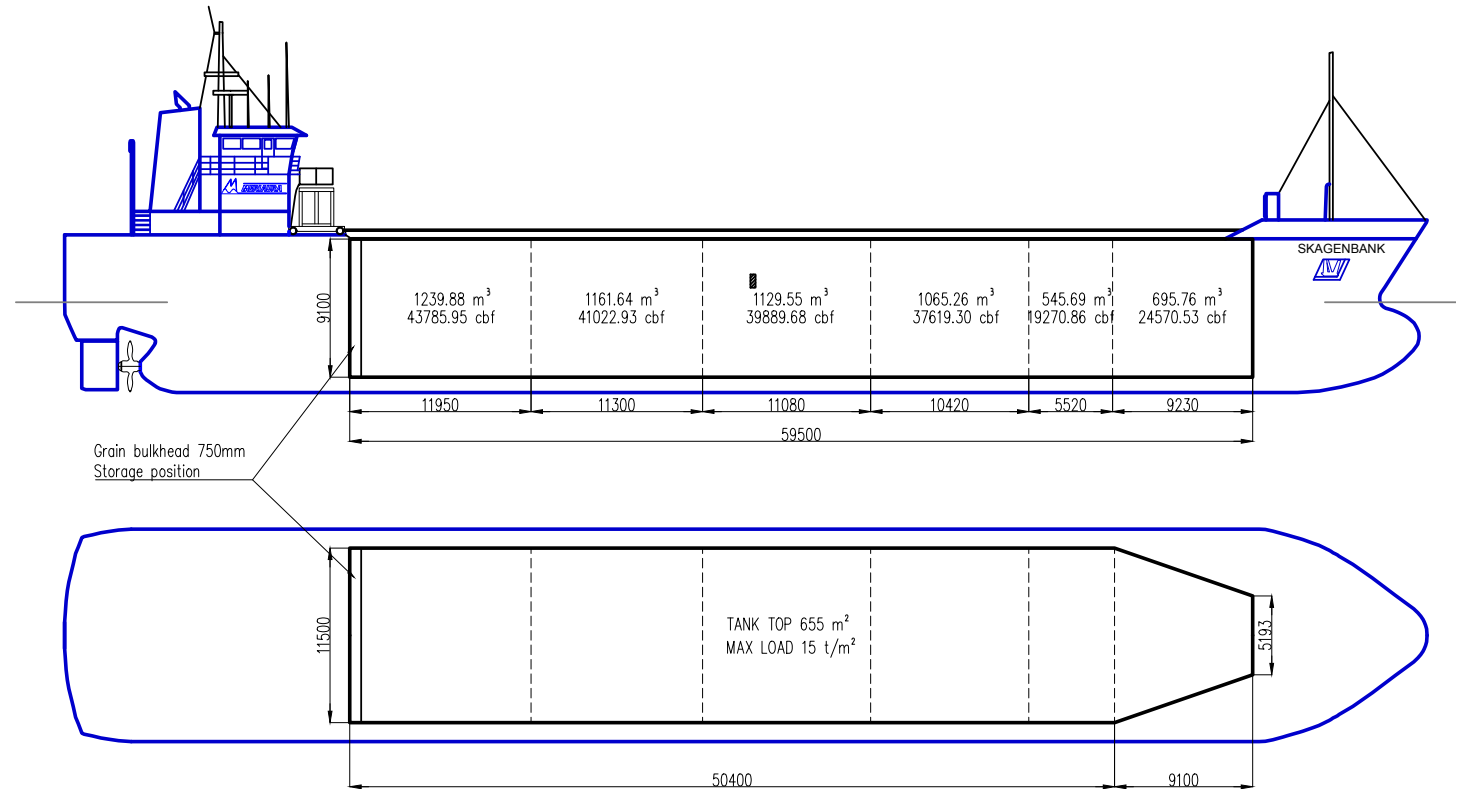 MERIAURA
SKAGENBANK
9100
1239.88 m³
43785.95 cbf
1161.64 m³
41022.93 cbf
1129.55 m³
39889.68 cbf
1065.26 m³
37619.30 cbf
545.69 m³
19270.86 cbf
695.76 m³
24570.53 cbf
11950
11300
11080
10420
5520
9230
59500
Grain bulkhead 750mm
Storage position
11500
TANK TOP 655 m²
MAX LOAD 15 t/m²
5193
50400
9100